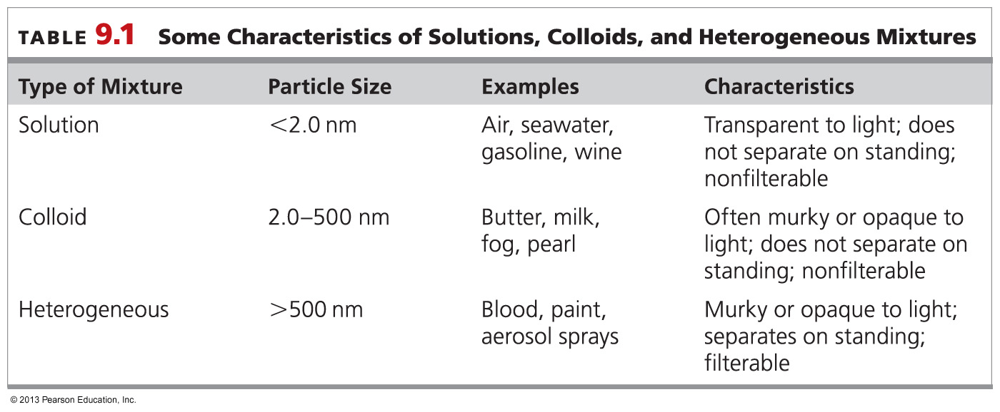 TABLE 9.1 Some Characteristics of Solutions, Colloids, and Heterogeneous Mixtures
Type of Mixture Particle Size Examples Characteristics
Solution <2.0 nm Air, seawater, Transparent to light; does
gasoline, wine not separate on standing;
nonfilterable
Colloid 2.0–500 nm Butter, milk, Often murky or opaque to
fog, pearl light; does not separate on
standing; nonfilterable
Heterogeneous >500 nm Blood, paint, Murky or opaque to light;
aerosol sprays separates on standing;
filterable
© 2013 Pearson Education, Inc.